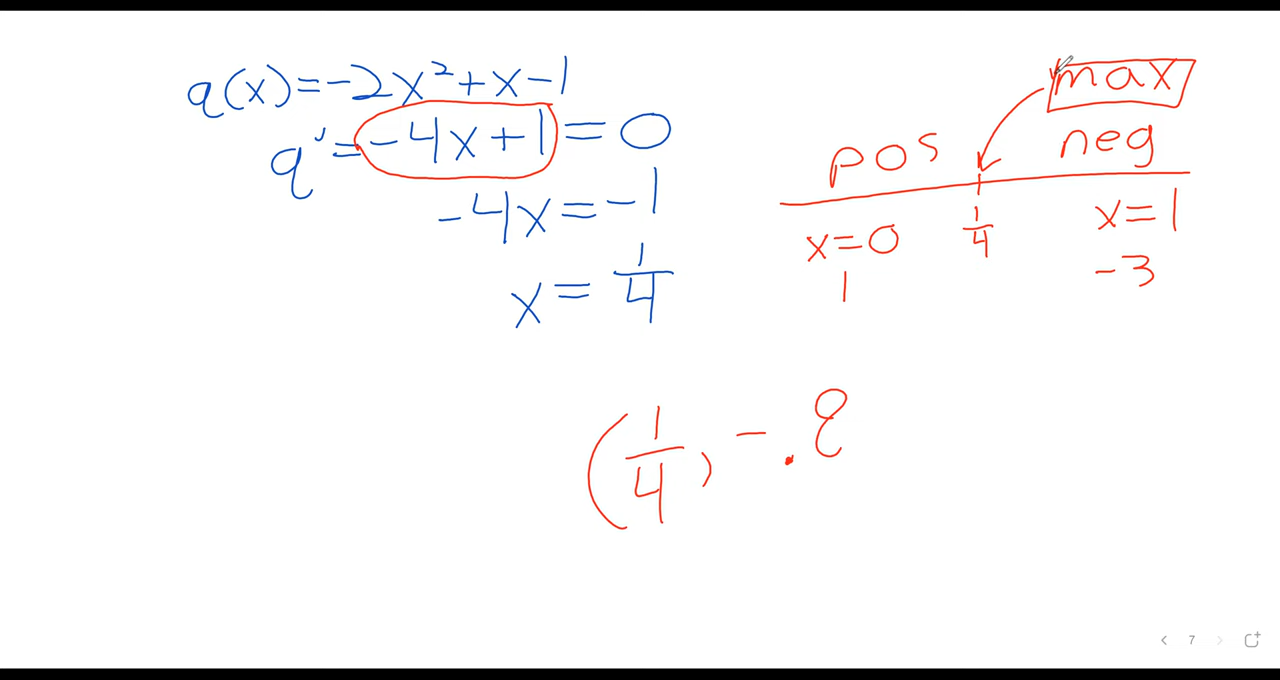 q(x)=-2x²+x-1
q'=-4x+1=0
-4x=-1
x=1/4
max
pos neg
x=0 1/4 x=1
1 -3
(1/4, -.8
7